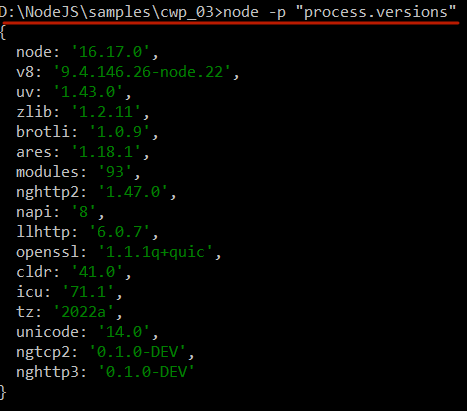 D:\NodeJS\samples\cwp_03>node -p "process.versions"
{
  node: '16.17.0',
  v8: '9.4.146.26-node.22',
  uv: '1.43.0',
  zlib: '1.2.11',
  brotli: '1.0.9',
  ares: '1.18.1',
  modules: '93',
  nghttp2: '1.47.0',
  napi: '8',
  llhttp: '6.0.7',
  openssl: '1.1.1q+quic',
  cldr: '41.0',
  icu: '71.1',
  tz: '2022a',
  unicode: '14.0',
  ngtcp2: '0.1.0-DEV',
  nghttp3: '0.1.0-DEV'
}